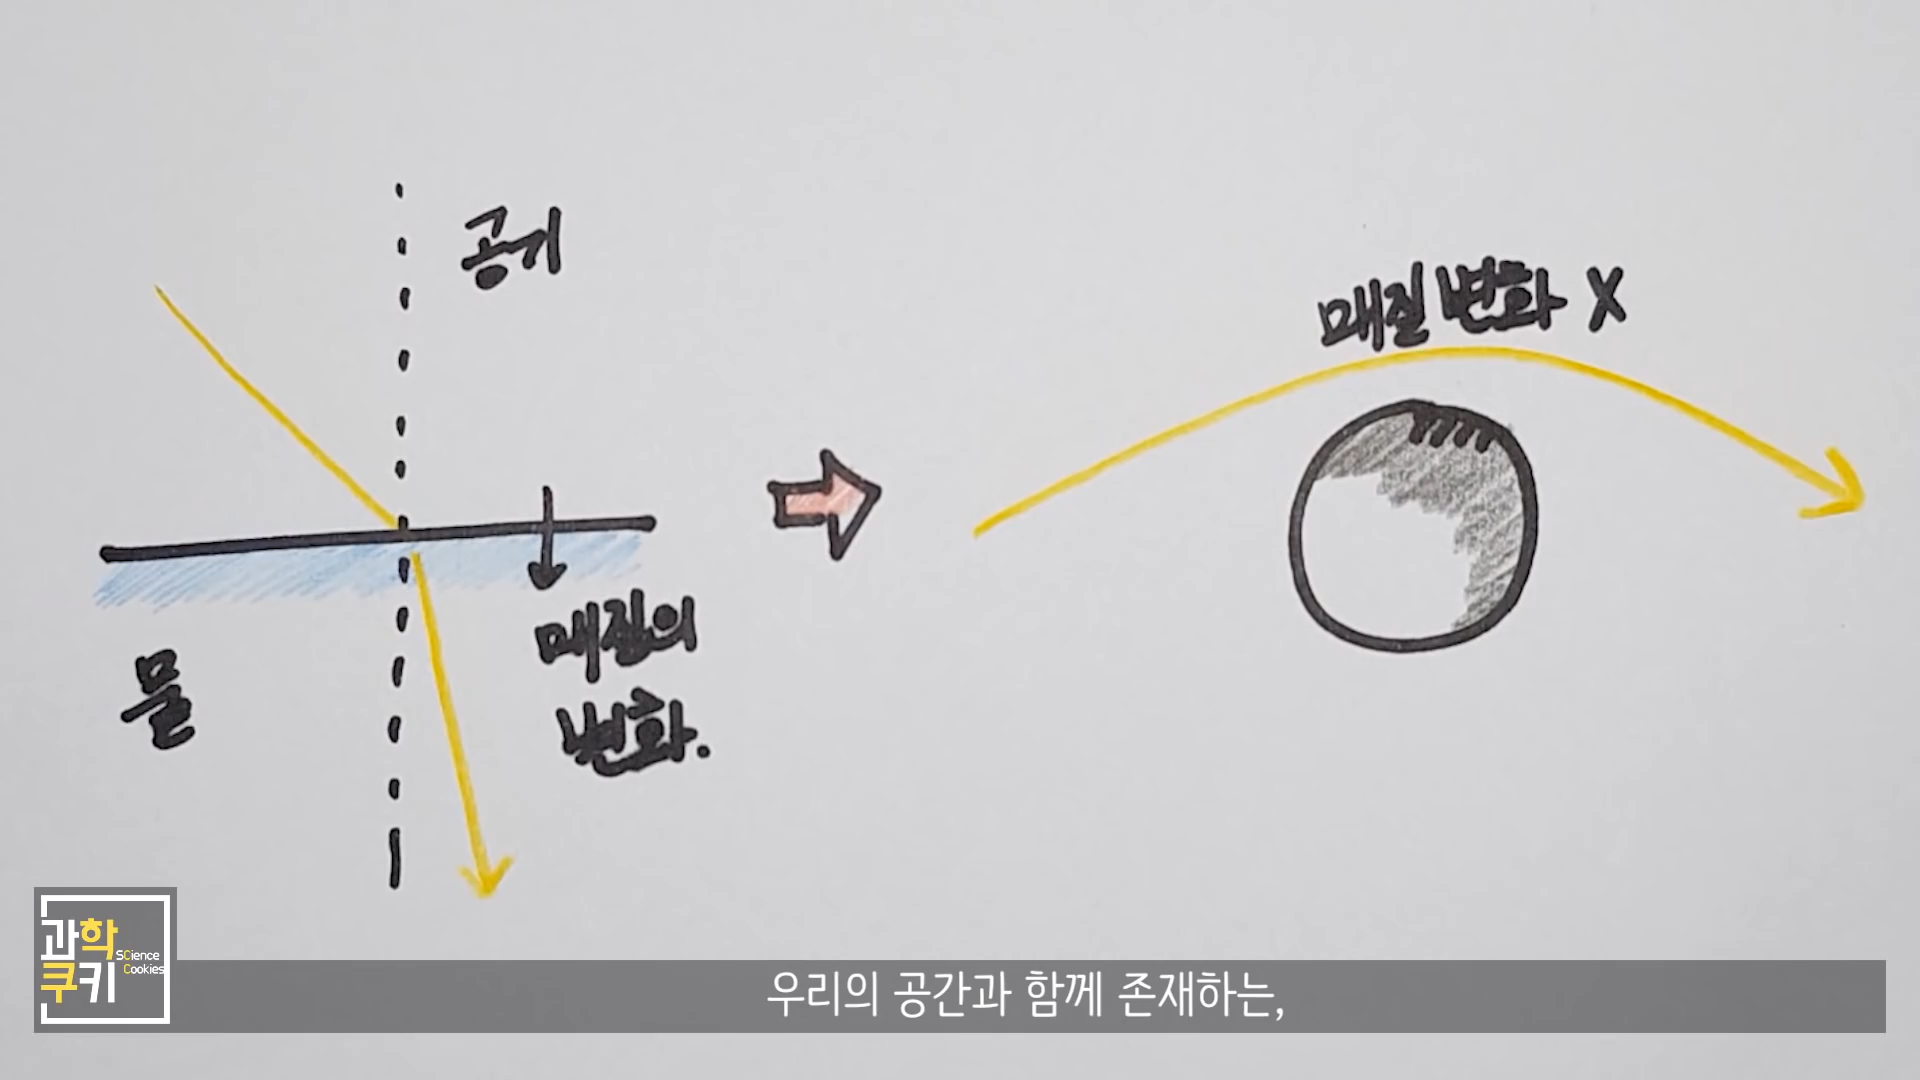 공기
물
매질의
변화.
매질 변화 X
과학
쿠키
Science
Cookies
우리의 공간과 함께 존재하는,